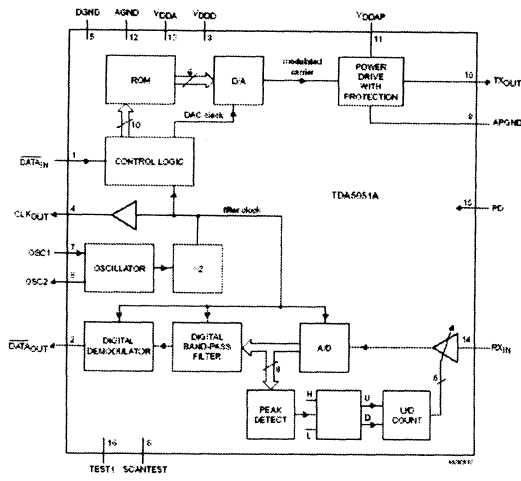 DGND AGND VDDA VDDD VDDAP
5 12 13 3 11
ROM
D/A
modulated
carrier
POWER
DRIVE
WITH
PROTECTION
10
TXOUT
9
APGND
10
DAC clock
DATAIN
1
CONTROL LOGIC
TDA5051A
15
PD
CLKOUT
4
filter clock
OSC1
7
OSCILLATOR
÷2
OSC2
8
DATAOUT
2
DIGITAL
DEMODULATOR
DIGITAL
BAND-PASS
FILTER
A/D
14
RXIN
8
PEAK
DETECT
H
L
U
D
U/D
COUNT
16 6
TEST1 SCANTEST